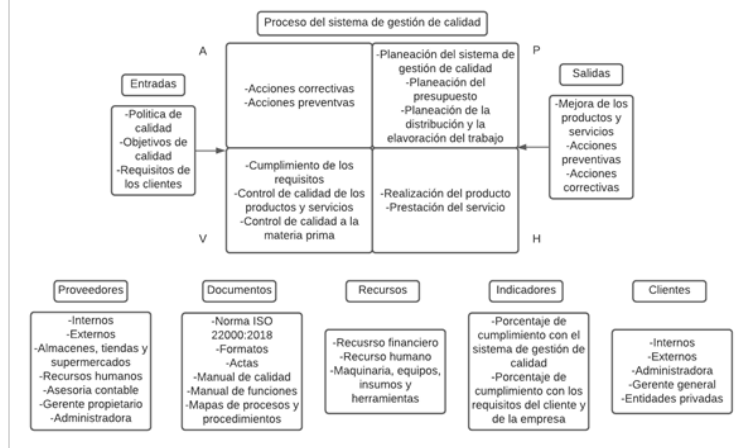 Proceso del sistema de gestión de calidad
A
P
Entradas
-Politica de
calidad
-Objetivos de
calidad
-Requisitos de
los clientes
-Acciones correctivas
-Acciones preventvas
-Planeación del sistema de
gestión de calidad
-Planeación del
presupuesto
-Planeación de la
distribución y la
elavoración del trabajo
Salidas
-Mejora de los
productos y
servicios
-Acciones
preventivas
-Acciones
correctivas
-Cumplimiento de los
requisitos
-Control de calidad de los
productos y servicios
-Control de calidad a la
materia prima
-Realización del producto
-Prestación del servicio
V
H
Proveedores
-Internos
-Externos
-Almacenes, tiendas y
supermercados
-Recursos humanos
-Asesoria contable
-Gerente propietario
-Administradora
Documentos
-Norma ISO
22000:2018
-Formatos
-Actas
-Manual de calidad
-Manual de funciones
-Mapas de procesos y
procedimientos
Recursos
-Recusrso financiero
-Recurso humano
-Maquinaria, equipos,
insumos y
herramientas
Indicadores
-Porcentaje de
cumplimiento con el
sistema de gestión de
calidad
-Porcentaje de
cumplimiento con los
requisitos del cliente y
de la empresa
Clientes
-Internos
-Externos
-Administradora
-Gerente general
-Entidades privadas